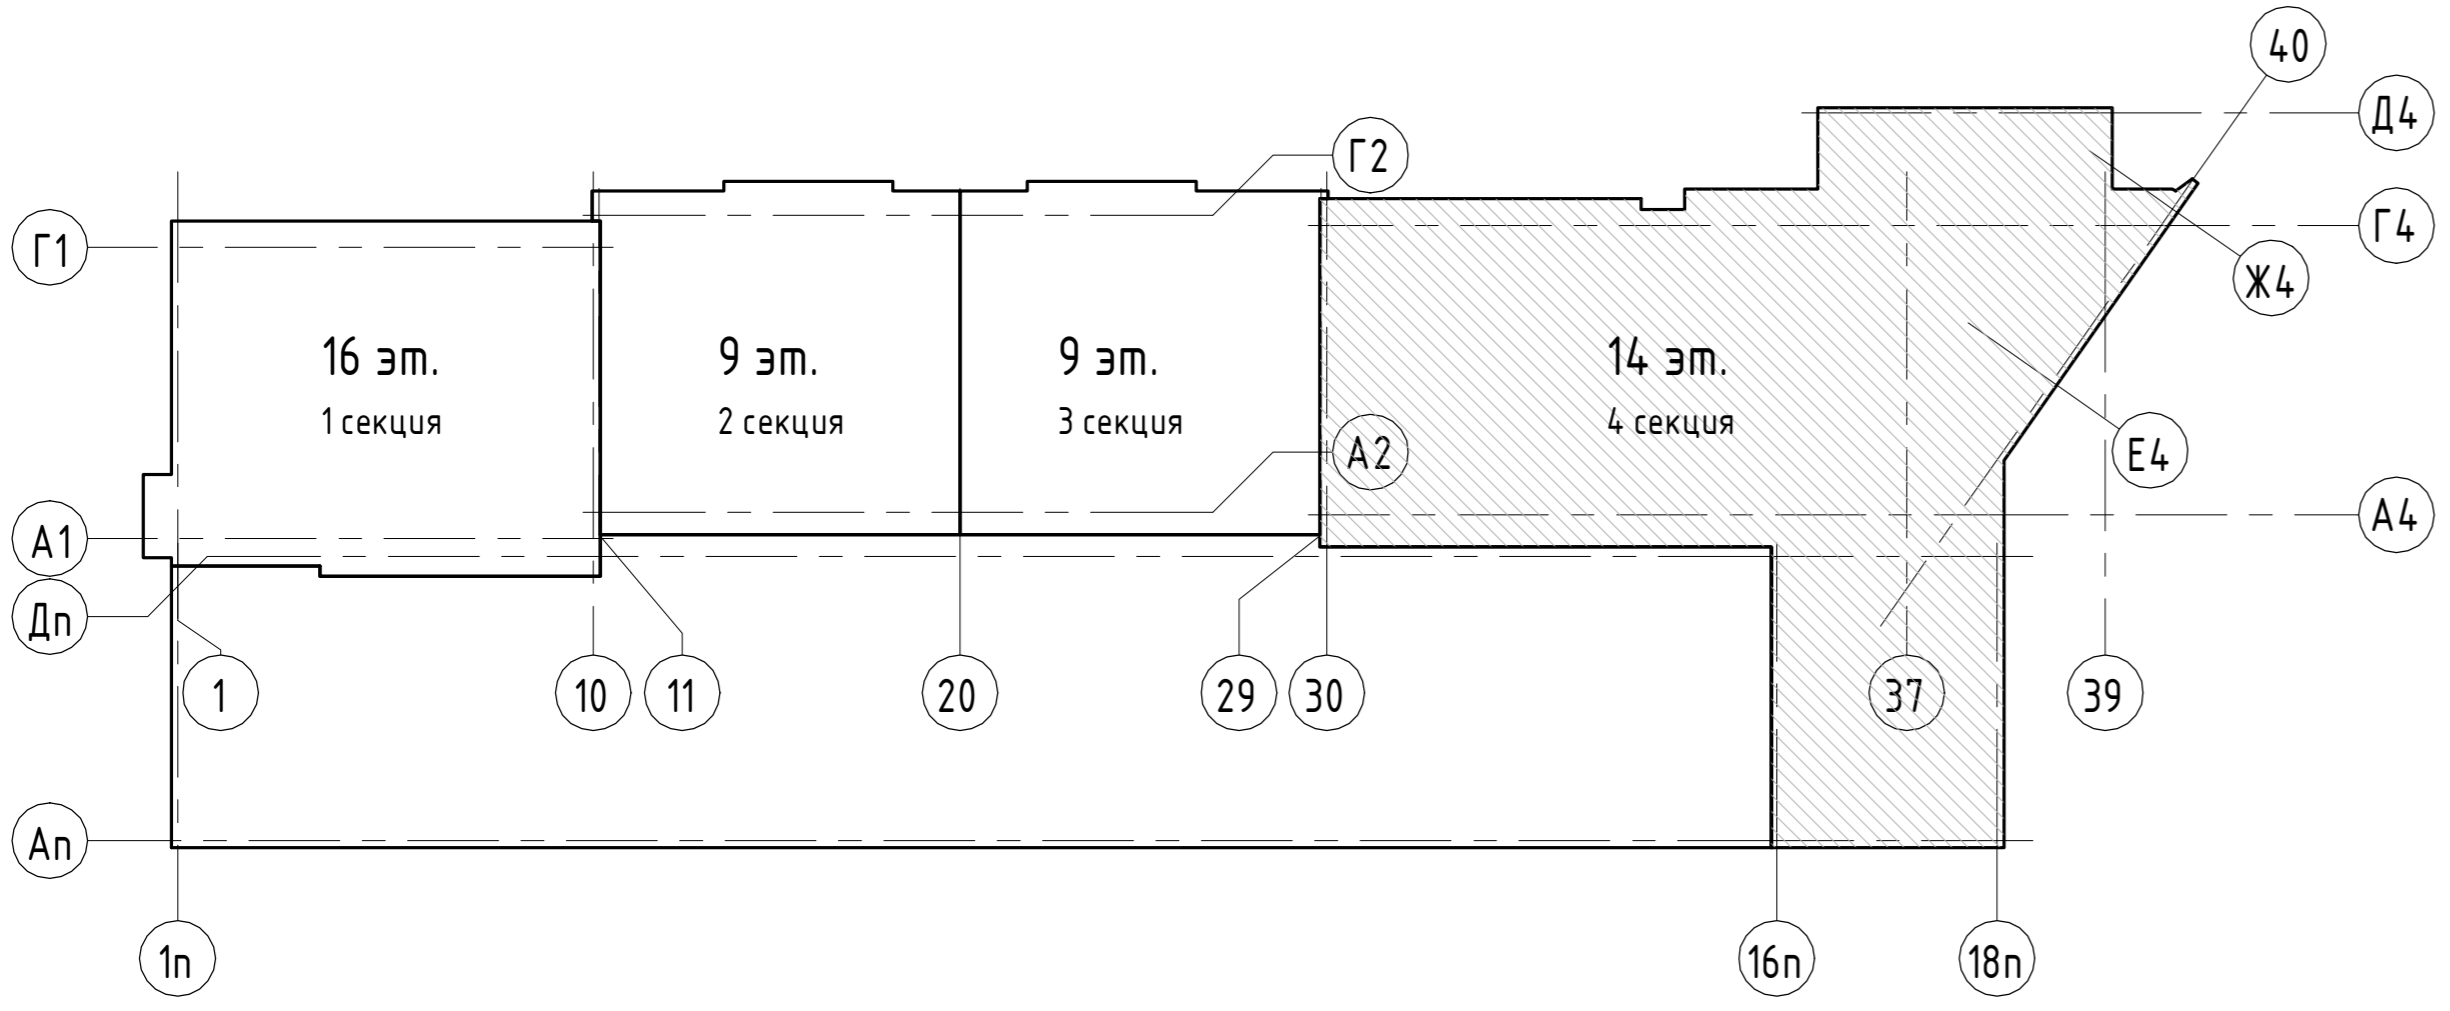 40
Д4
Г2
Г4
Г1
Ж4
16 эт.
9 эт.
9 эт.
14 эт.
1 секция
2 секция
3 секция
4 секция
А2
Е4
А1
А4
Дп
1
10
11
20
29
30
37
39
Ап
1п
16п
18п